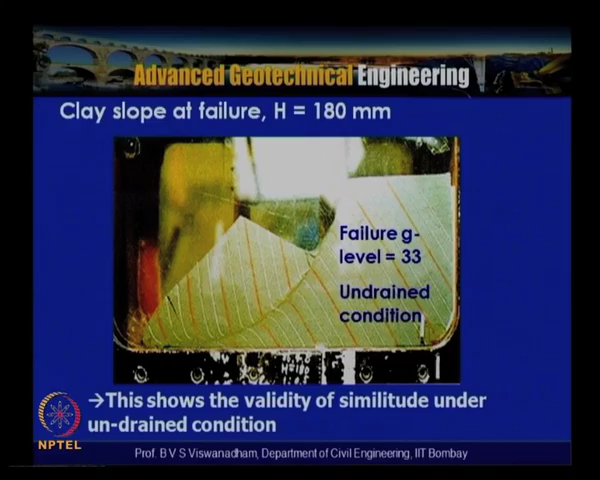 Advanced Geotechnical Engineering
Clay slope at failure, H = 180 mm
Failure g-
level = 33
Undrained
condition
→This shows the validity of similitude under
un-drained condition
NPTEL
Prof. B V S Viswanadham, Department of Civil Engineering, IIT Bombay